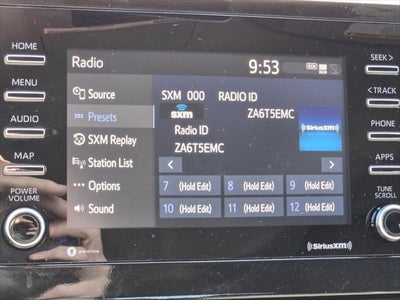 HOME
MENU
AUDIO
MAP
POWER
VOLUME
Radio
9:53
Source
Presets
SXM Replay
Station List
Options
Sound
SXM 000 RADIO ID
ZA6T5EMC
sxm
Radio ID
ZA6T5EMC
SiriusXM
<
>
7 (Hold Edit)
8 (Hold Edit)
9 (Hold Edit)
10 (Hold Edit)
11 (Hold Edit)
12 (Hold Edit)
SEEK >
< TRACK
PHONE
APPS
TUNE
SCROLL
gracenote
SiriusXM